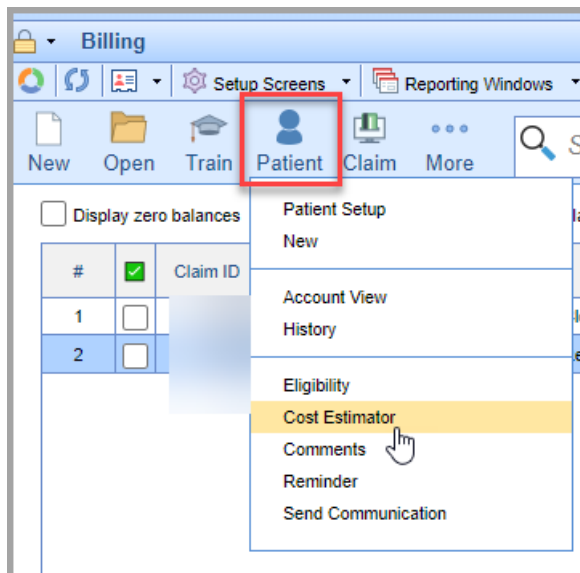 Billing
Setup Screens Reporting Windows
New Open Train Patient Claim More
Display zero balances
Patient Setup
New
# Claim ID
Account View
1
History
2
Eligibility
Cost Estimator
Comments
Reminder
Send Communication